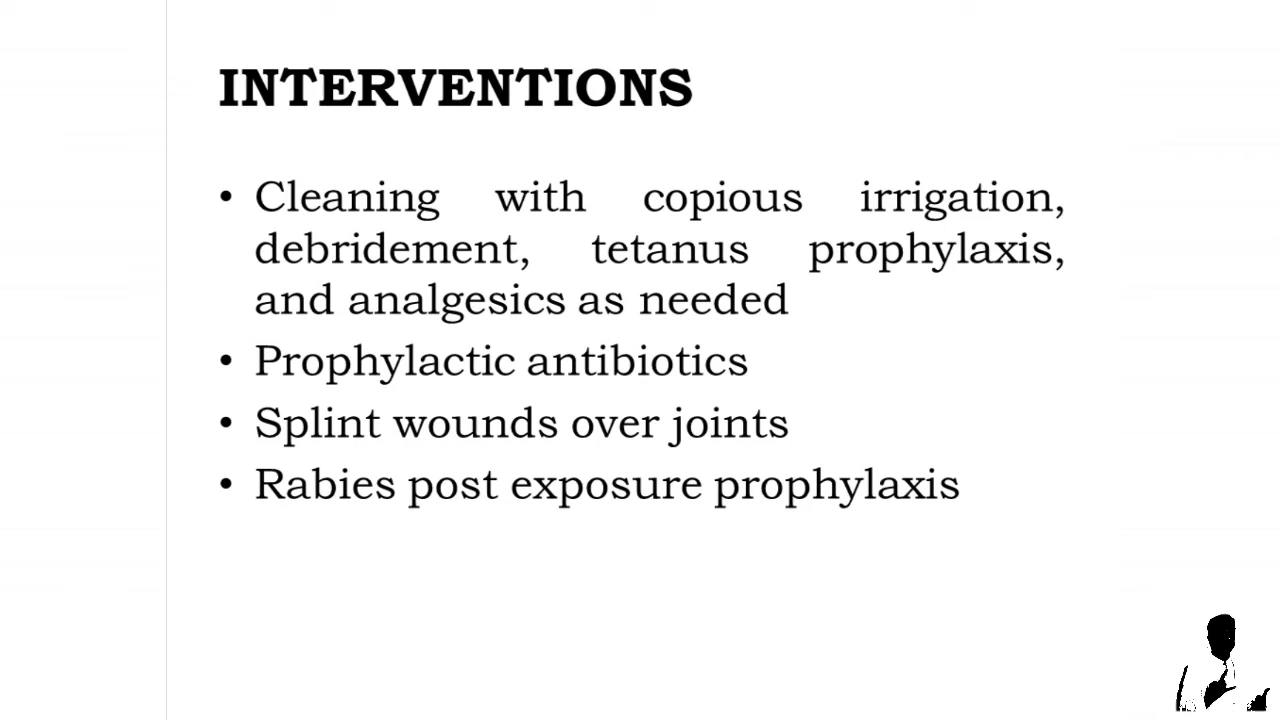 INTERVENTIONS
• Cleaning with copious irrigation,
debridement, tetanus prophylaxis,
and analgesics as needed
• Prophylactic antibiotics
• Splint wounds over joints
• Rabies post exposure prophylaxis